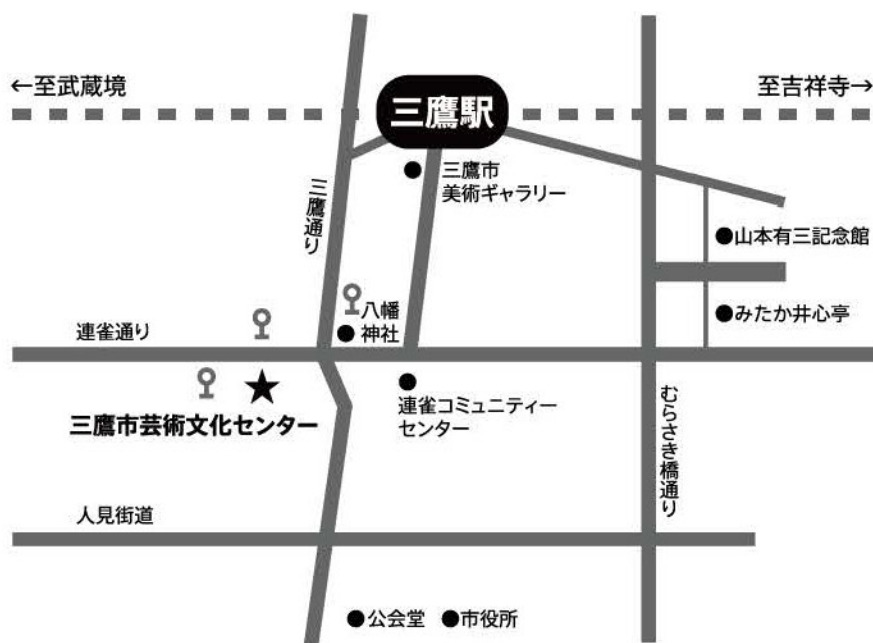 ←至武蔵境
至吉祥寺→
三鷹駅
三鷹市
美術ギャラリー
三鷹通り
●山本有三記念館
八幡
神社
●みたか井心亭
連雀通り
★
三鷹市芸術文化センター
連雀コミュニティー
センター
むらさき橋通り
人見街道
●公会堂 ●市役所